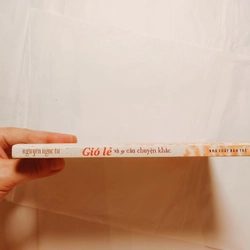 nguyễn ngọc tư Gió lẻ và 9 câu chuyện khác NHÀ XUẤT BẢN TRẺ